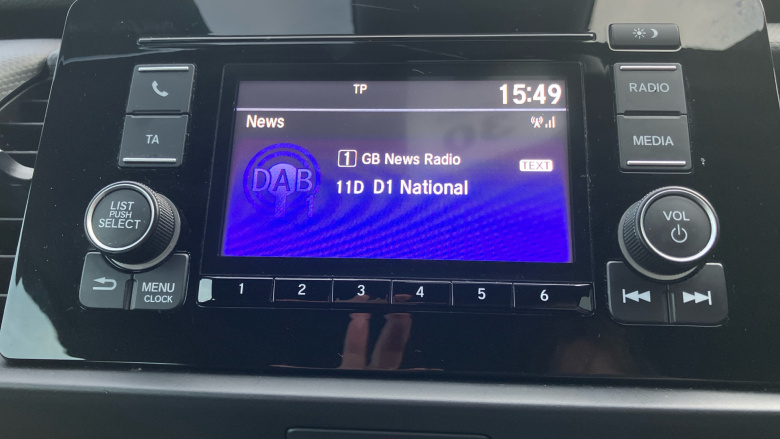 TP
15:49
News
DAB
1
1 GB News Radio
TEXT
11D D1 National
TA
RADIO
MEDIA
LIST
PUSH
SELECT
VOL
MENU
CLOCK
1 2 3 4 5 6